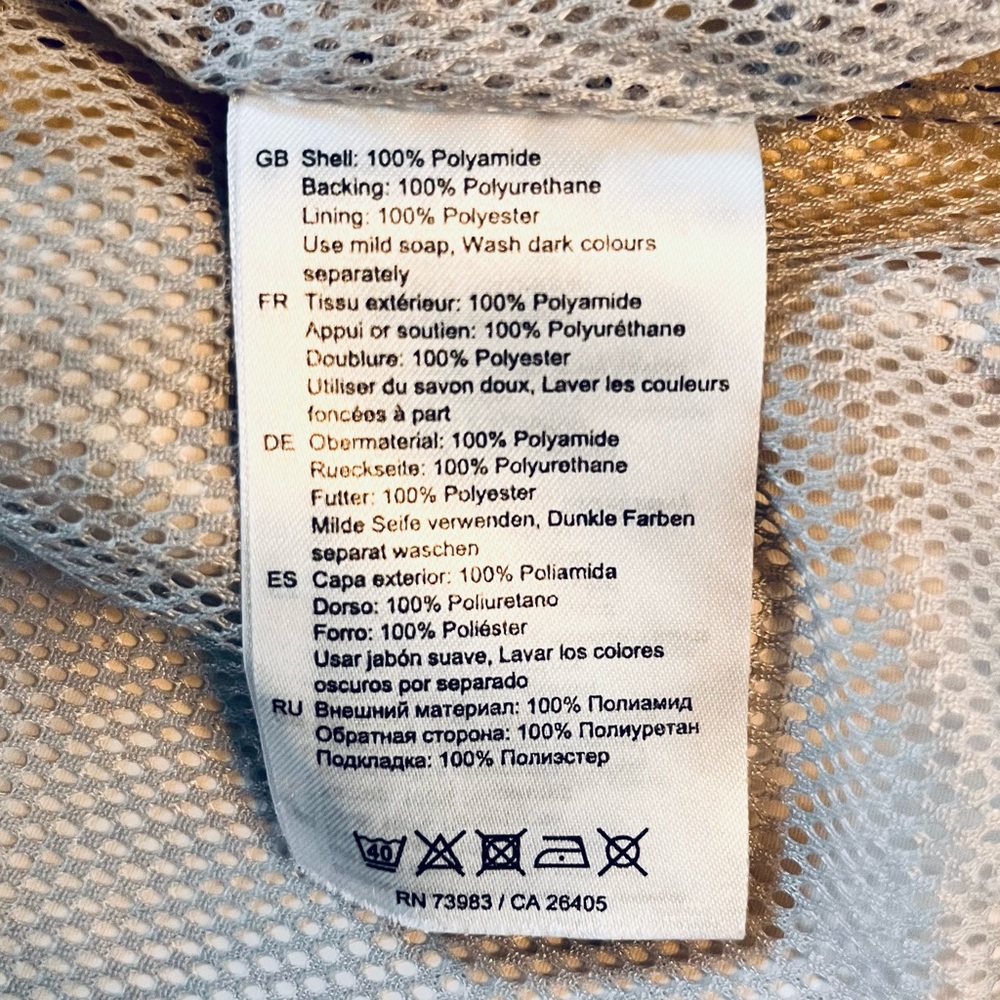 GB Shell: 100% Polyamide
Backing: 100% Polyurethane
Lining: 100% Polyester
Use mild soap, Wash dark colours
separately
FR Tissu extérieur: 100% Polyamide
Appui or soutien: 100% Polyuréthane
Doublure: 100% Polyester
Utiliser du savon doux, Laver les couleurs
foncées à part
DE Obermaterial: 100% Polyamide
Rueckseite: 100% Polyurethane
Futter: 100% Polyester
Milde Seife verwenden, Dunkle Farben
separat waschen
ES Capa exterior: 100% Poliamida
Dorso: 100% Poliuretano
Forro: 100% Poliéster
Usar jabón suave, Lavar los colores
oscuros por separado
RU Внешний материал: 100% Полиамид
Обратная сторона: 100% Полиуретан
Подкладка: 100% Полиэстер
40
RN 73983 / CA 26405